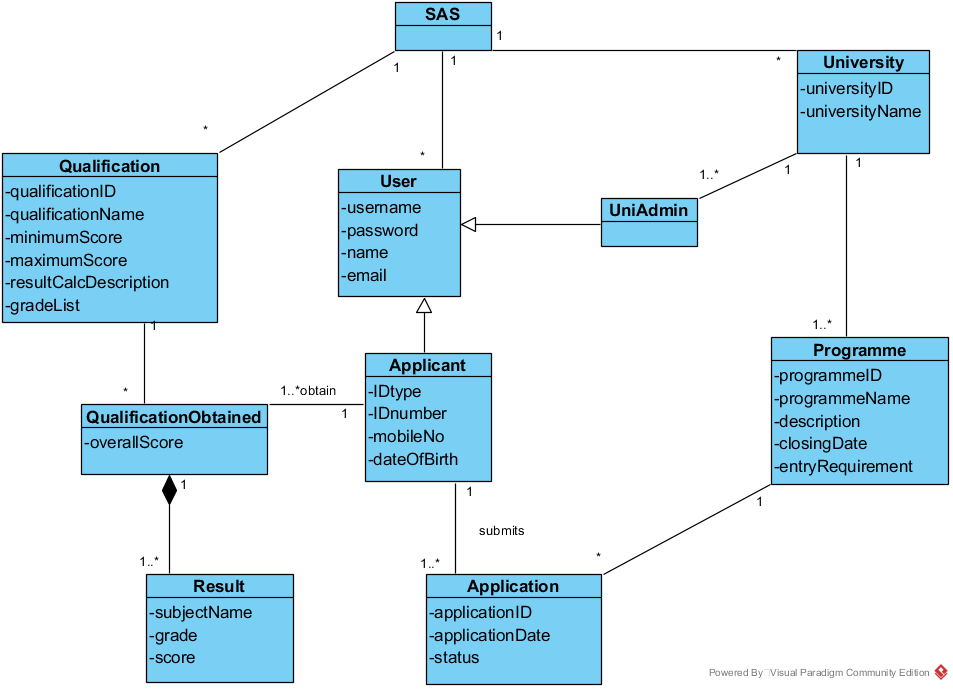 SAS
1
1
1
*
*
*
University
-universityID
-universityName
1..*
1
1
Qualification
-qualificationID
-qualificationName
-minimumScore
-maximumScore
-resultCalcDescription
-gradeList
1
User
-username
-password
-name
-email
UniAdmin
1..*
Programme
-programmeID
-programmeName
-description
-closingDate
-entryRequirement
1
Applicant
-IDtype
-IDnumber
-mobileNo
-dateOfBirth
1
*
1..*obtain
1
QualificationObtained
-overallScore
1
submits
1..*
1..*
*
Result
-subjectName
-grade
-score
Application
-applicationID
-applicationDate
-status
Powered By Visual Paradigm Community Edition